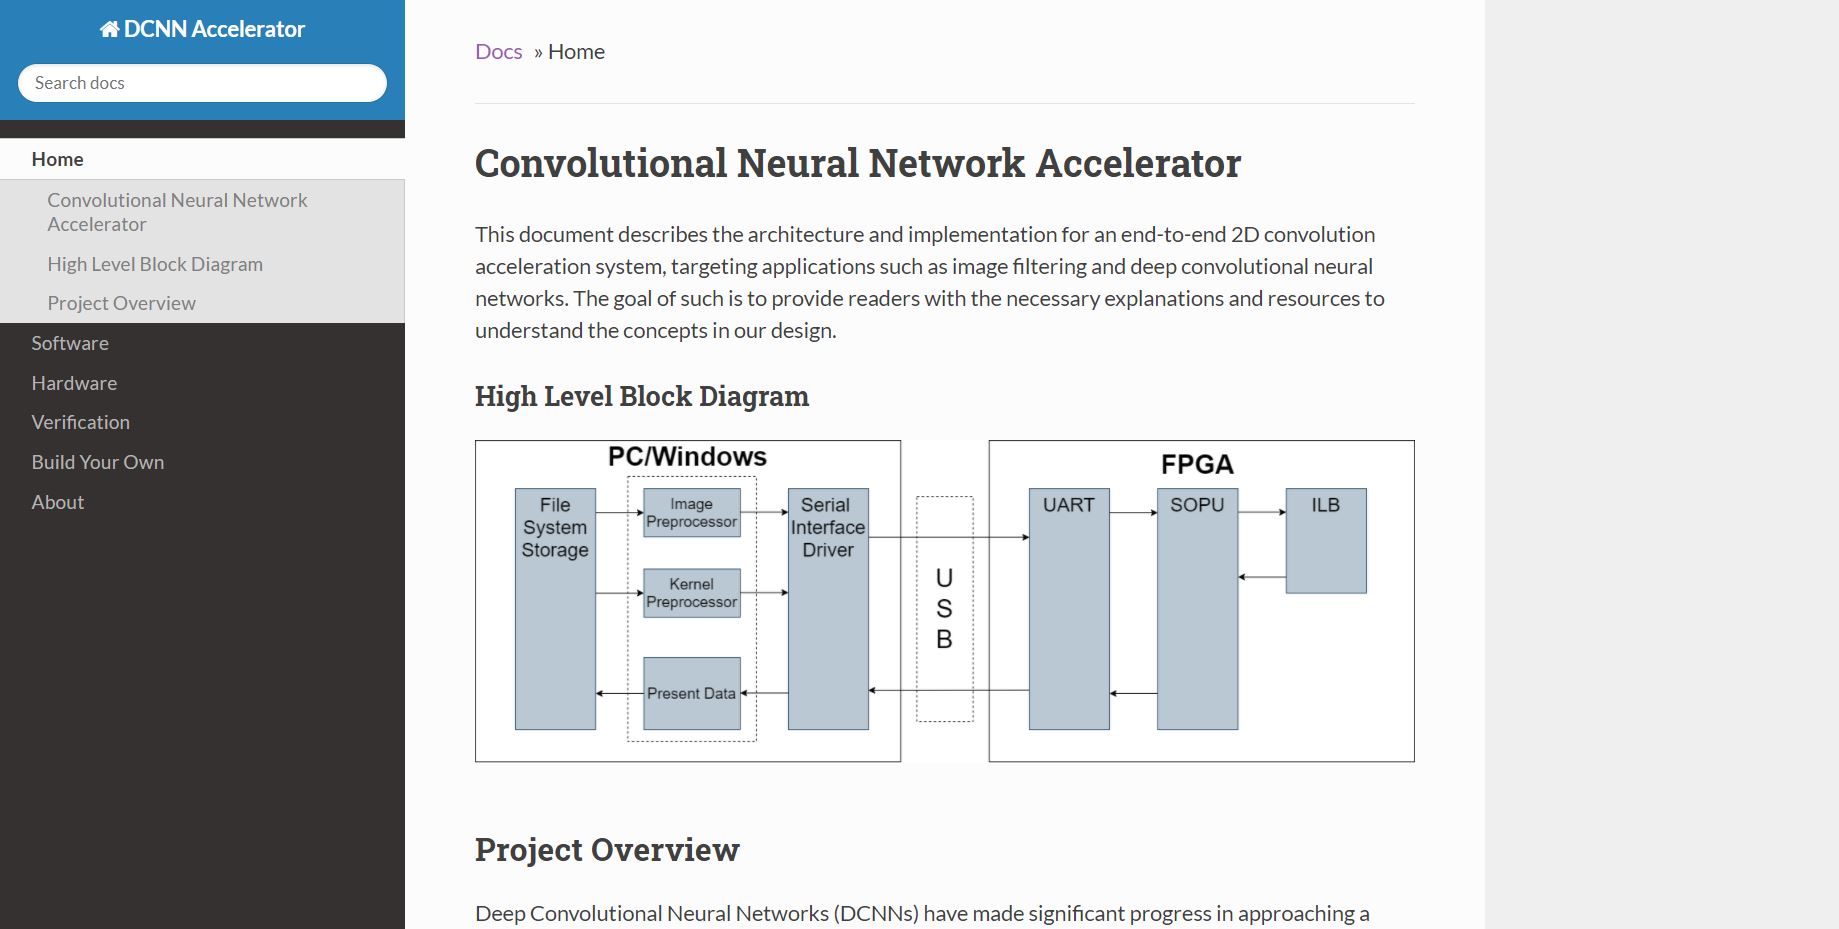 DCNN Accelerator
Search docs
Home
Convolutional Neural Network
Accelerator
High Level Block Diagram
Project Overview
Software
Hardware
Verification
Build Your Own
About
Docs » Home
Convolutional Neural Network Accelerator
This document describes the architecture and implementation for an end-to-end 2D convolution
acceleration system, targeting applications such as image filtering and deep convolutional neural
networks. The goal of such is to provide readers with the necessary explanations and resources to
understand the concepts in our design.
High Level Block Diagram
PC/Windows
File
System
Storage
Image
Preprocessor
Kernel
Preprocessor
Present Data
Serial
Interface
Driver
U
S
B
FPGA
UART
SOPU
ILB
Project Overview
Deep Convolutional Neural Networks (DCNNs) have made significant progress in approaching a